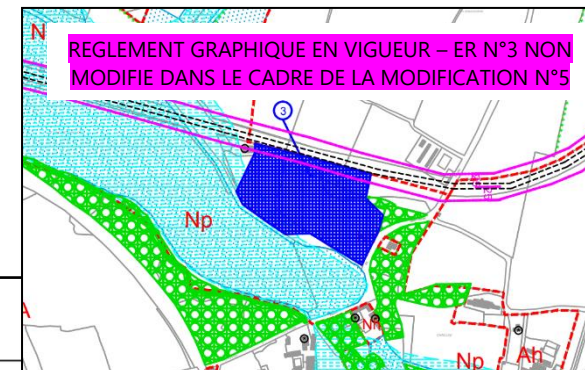 N
REGLEMENT GRAPHIQUE EN VIGUEUR – ER N°3 NON
MODIFIE DANS LE CADRE DE LA MODIFICATION N°5
3
Np
A
Nh
Np
Ah